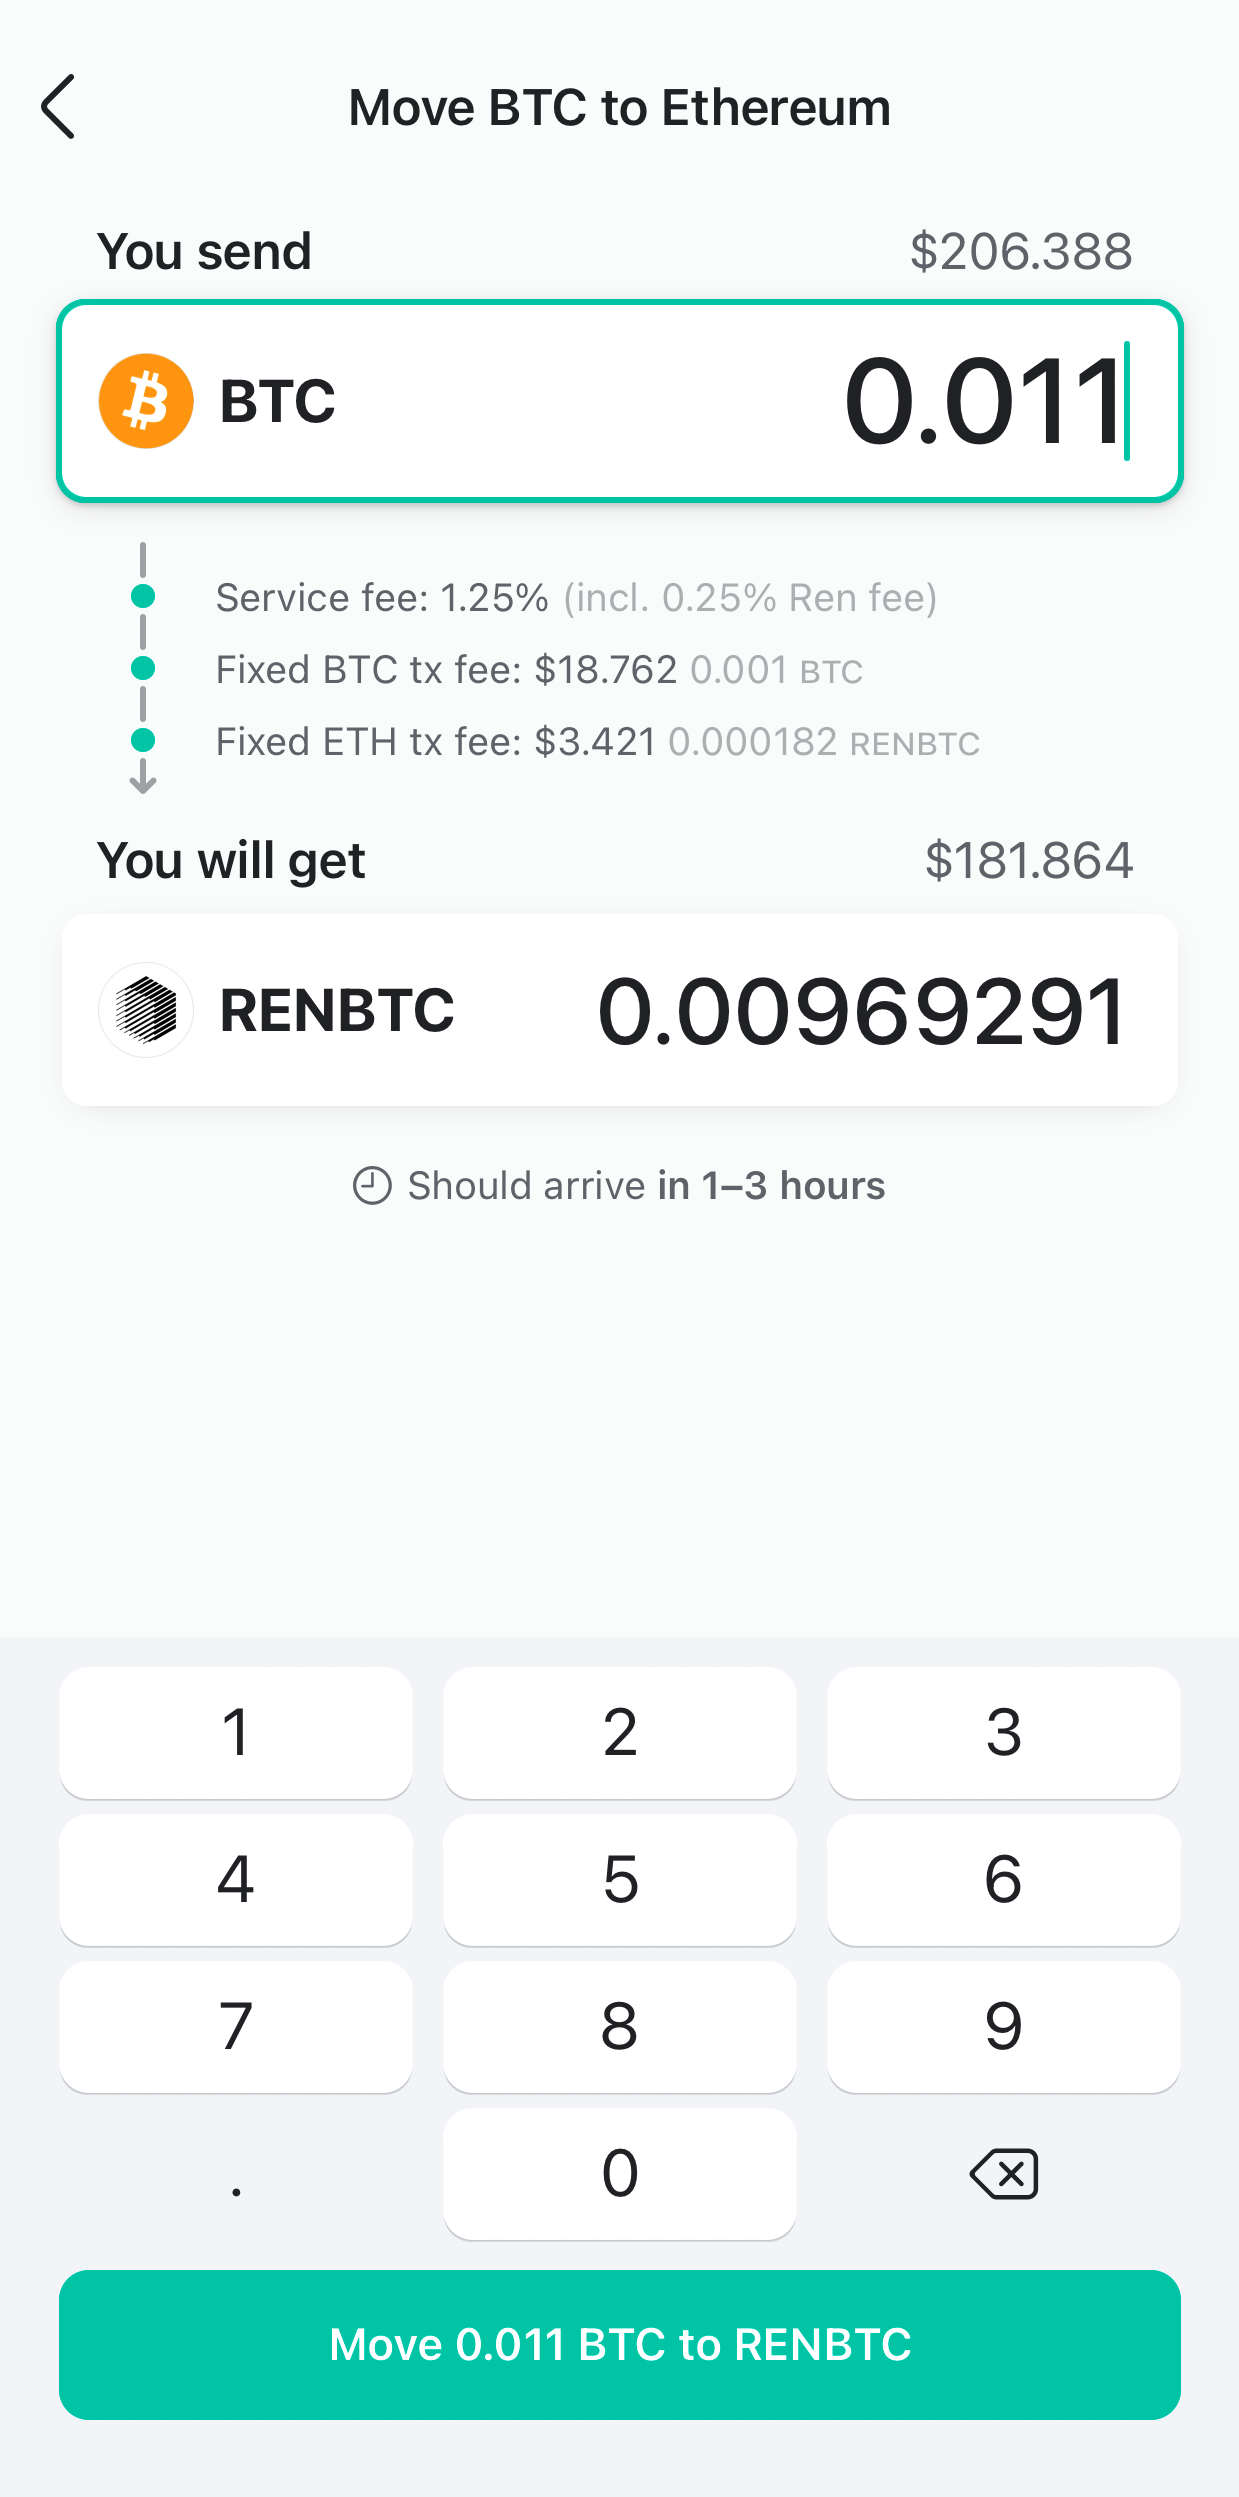 Move BTC to Ethereum
You send $206.388
BTC 0.011
Service fee: 1.25% (incl. 0.25% Ren fee)
Fixed BTC tx fee: $18.762 0.001 BTC
Fixed ETH tx fee: $3.421 0.000182 RENBTC
You will get $181.864
RENBTC 0.00969291
Should arrive in 1–3 hours
1 2 3
4 5 6
7 8 9
. 0
Move 0.011 BTC to RENBTC